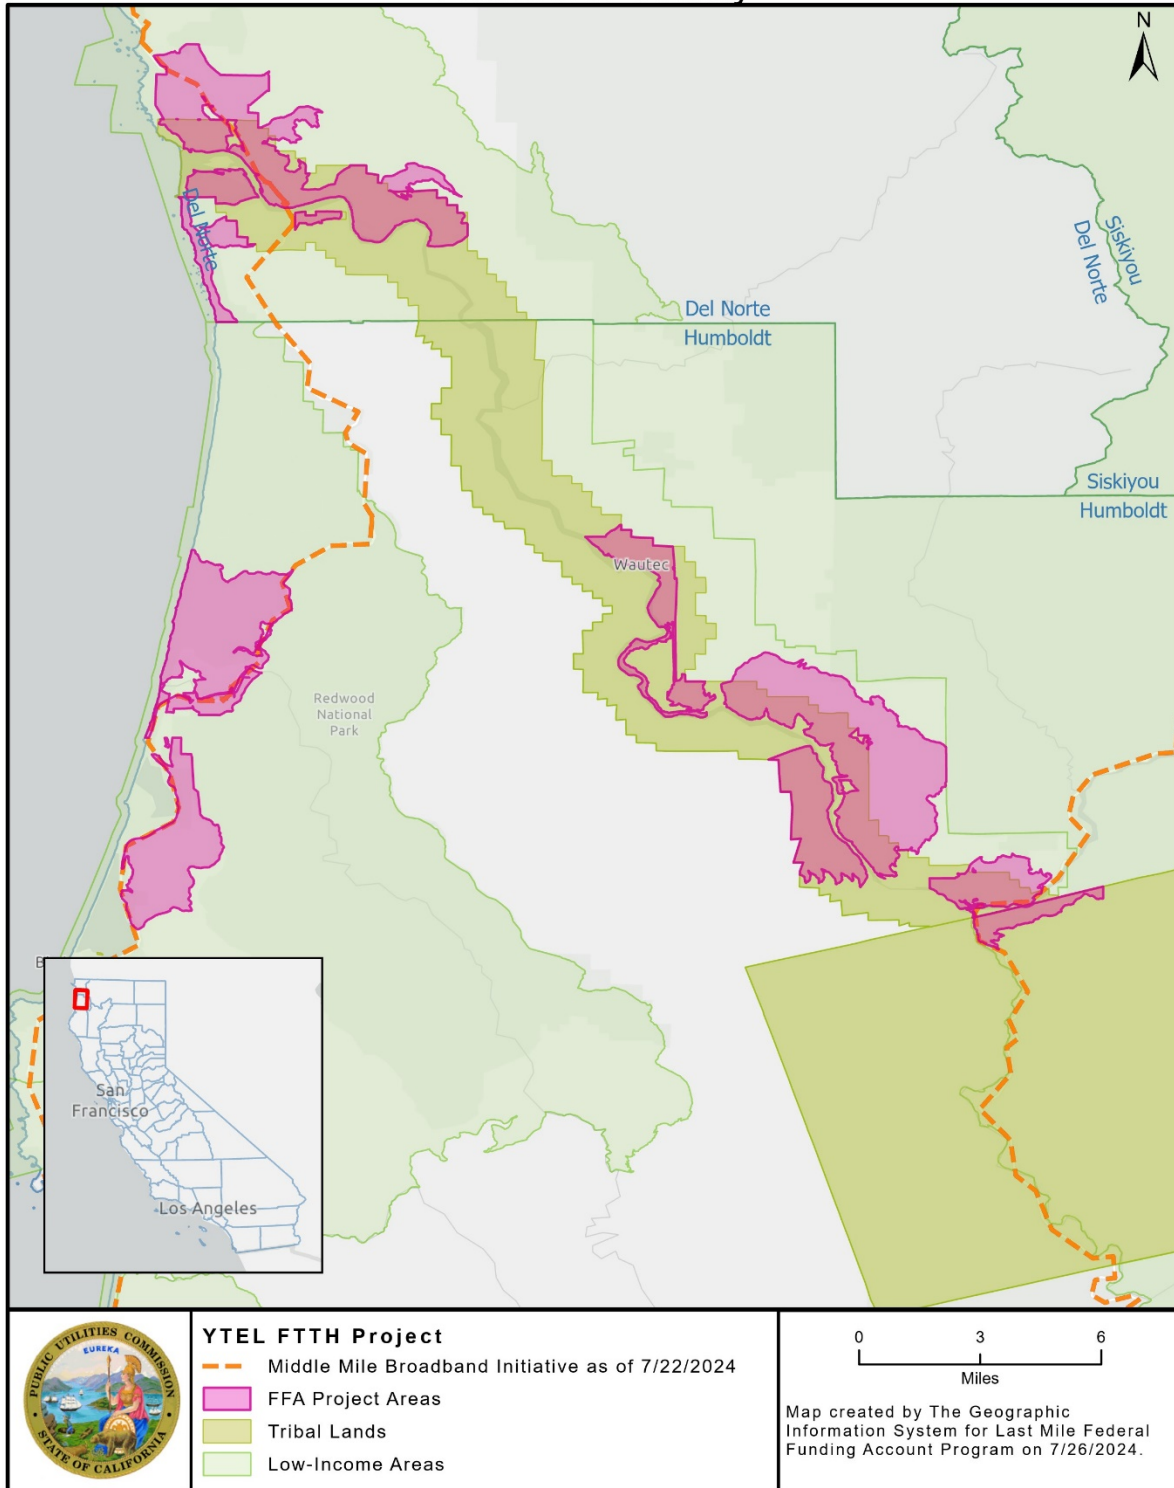 N
Del Norte
Siskiyou
Del Norte
Del Norte
Humboldt
Siskiyou
Humboldt
Wautec
Redwood
National
Park
B
San
Francisco
Los Angeles
PUBLIC UTILITIES COMMISSION
EUREKA
STATE OF CALIFORNIA
YTEL FTTH Project
Middle Mile Broadband Initiative as of 7/22/2024
FFA Project Areas
Tribal Lands
Low-Income Areas
0 3 6
Miles
Map created by The Geographic
Information System for Last Mile Federal
Funding Account Program on 7/26/2024.